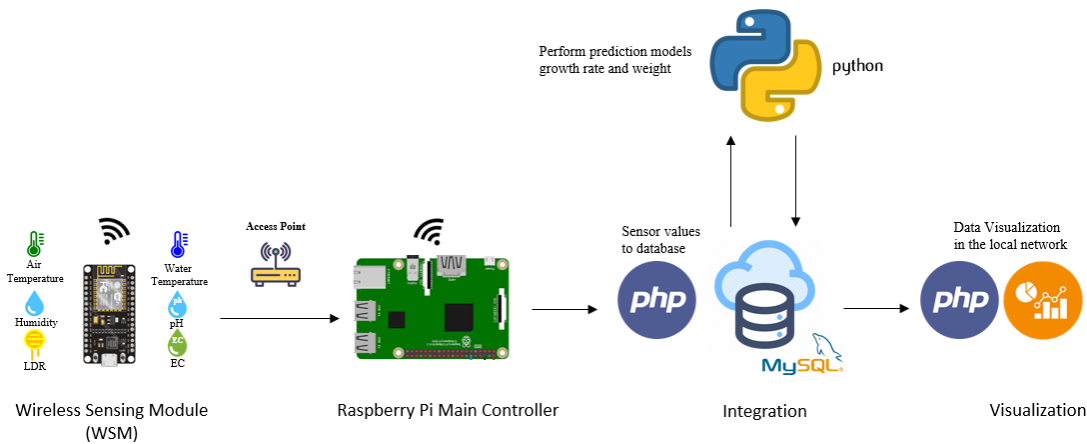 Perform prediction models
growth rate and weight
python
Access Point
Air
Temperature
Water
Temperature
Humidity
ph
pH
LDR
EC
EC
Sensor values
to database
php
MySQL®
Data Visualization
in the local network
php
Wireless Sensing Module
(WSM)
Raspberry Pi Main Controller
Integration
Visualization